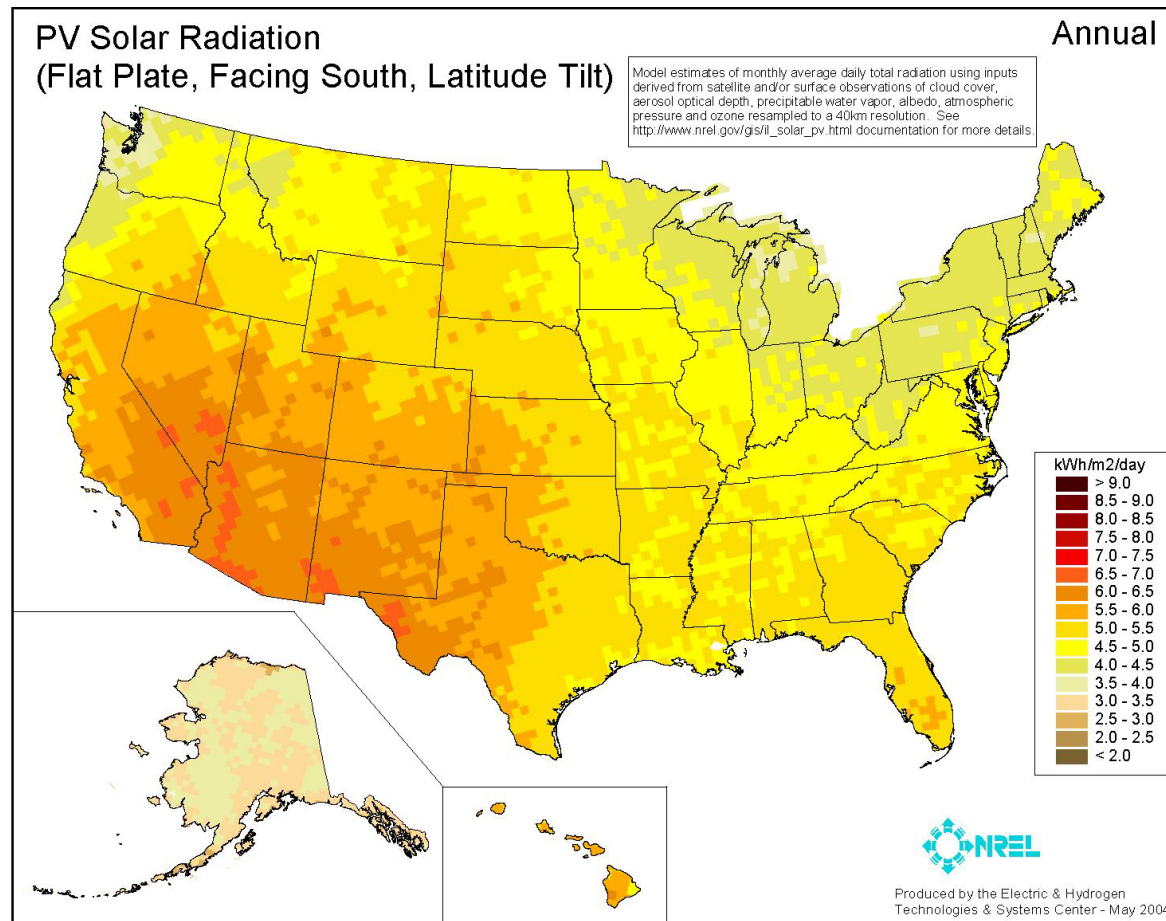 PV Solar Radiation
(Flat Plate, Facing South, Latitude Tilt)
Annual
Model estimates of monthly average daily total radiation using inputs
derived from satellite and/or surface observations of cloud cover,
aerosol optical depth, precipitable water vapor, albedo, atmospheric
pressure and ozone resampled to a 40km resolution. See
http://www.nrel.gov/gis/il_solar_pv.html documentation for more details.
kWh/m2/day
> 9.0
8.5 - 9.0
8.0 - 8.5
7.5 - 8.0
7.0 - 7.5
6.5 - 7.0
6.0 - 6.5
5.5 - 6.0
5.0 - 5.5
4.5 - 5.0
4.0 - 4.5
3.5 - 4.0
3.0 - 3.5
2.5 - 3.0
2.0 - 2.5
< 2.0
NREL
Produced by the Electric & Hydrogen
Technologies & Systems Center - May 2004